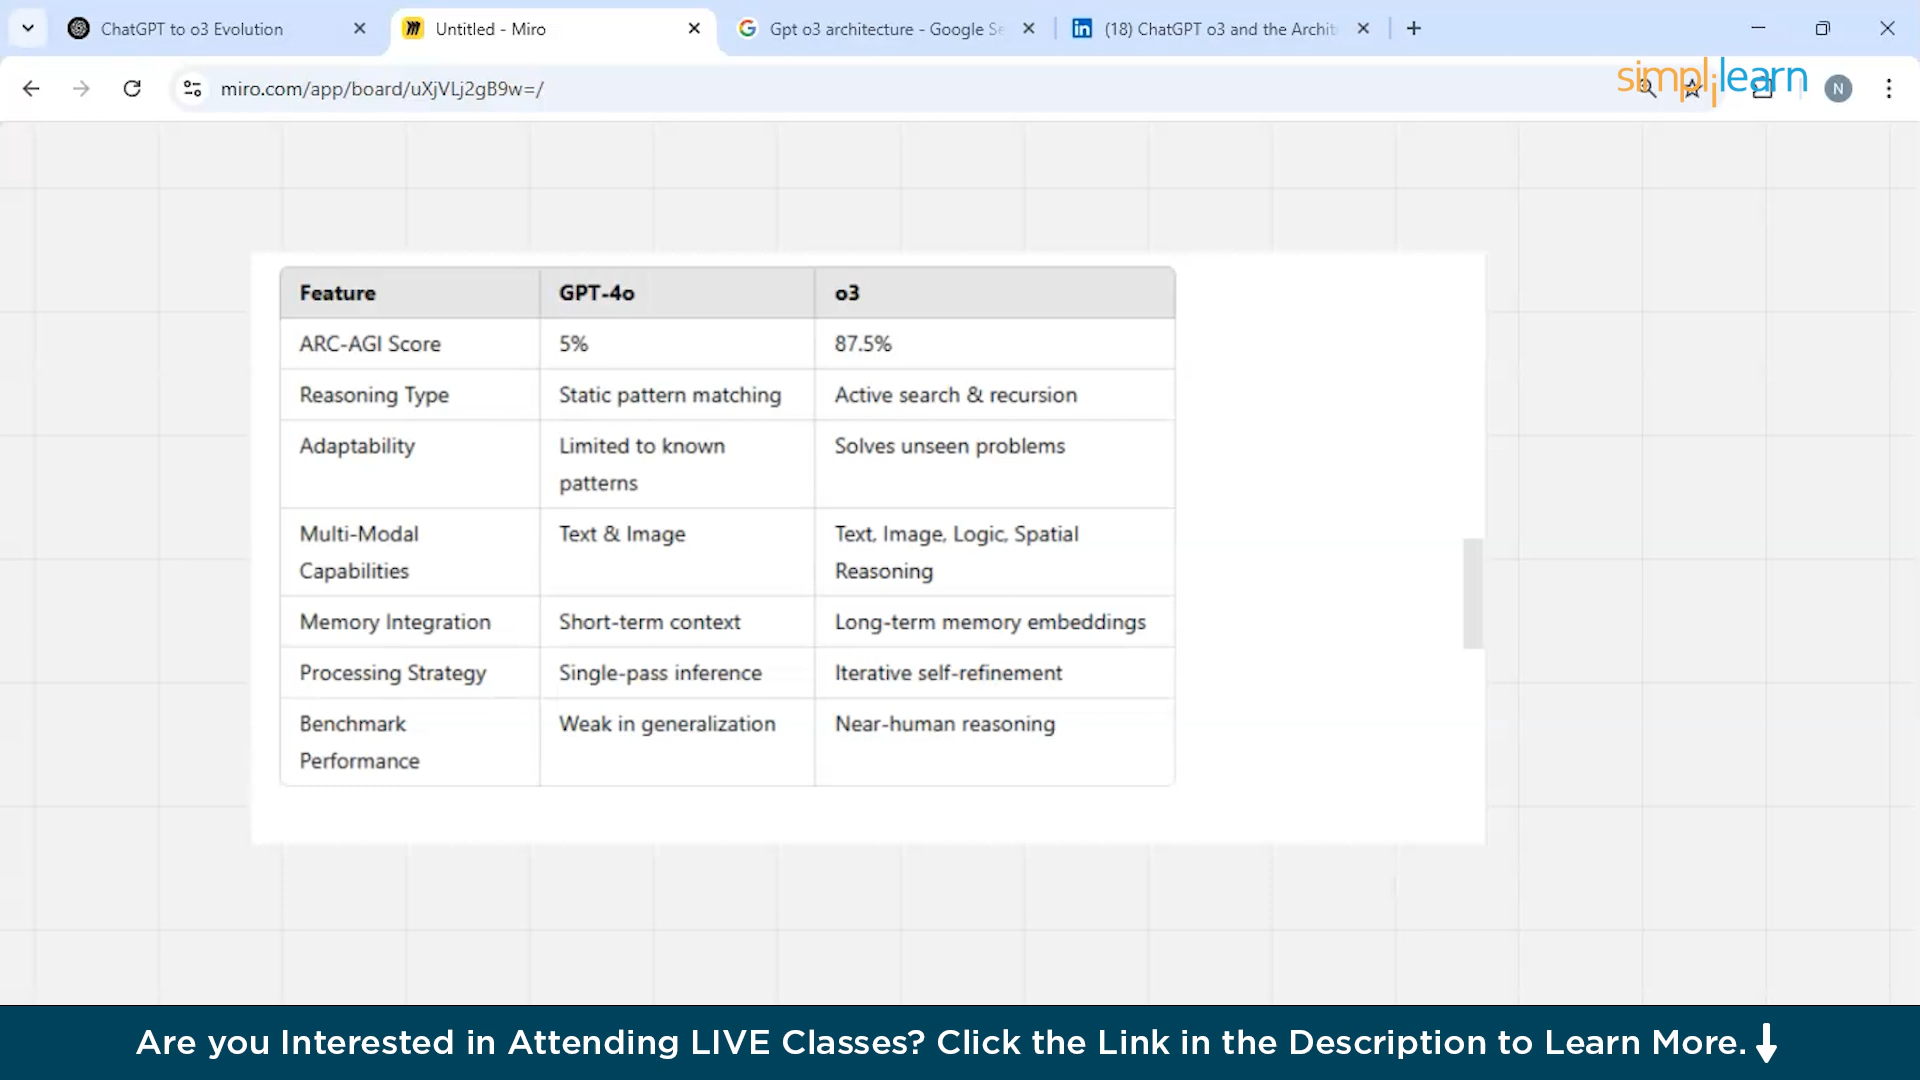 ChatGPT to o3 Evolution
Untitled - Miro
Gpt o3 architecture - Google Se
(18) ChatGPT o3 and the Archit
miro.com/app/board/uXjVLj2gB9w=/
simplilearn
N
Feature GPT-4o o3
ARC-AGI Score 5% 87.5%
Reasoning Type Static pattern matching Active search & recursion
Adaptability Limited to known Solves unseen problems
patterns
Multi-Modal Text & Image Text, Image, Logic, Spatial
Capabilities Reasoning
Memory Integration Short-term context Long-term memory embeddings
Processing Strategy Single-pass inference Iterative self-refinement
Benchmark Weak in generalization Near-human reasoning
Performance
Are you Interested in Attending LIVE Classes? Click the Link in the Description to Learn More.